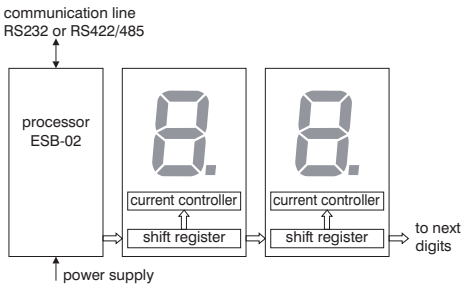 communication line
RS232 or RS422/485
processor
ESB-02
current controller
shift register
current controller
shift register
to next
digits
power supply